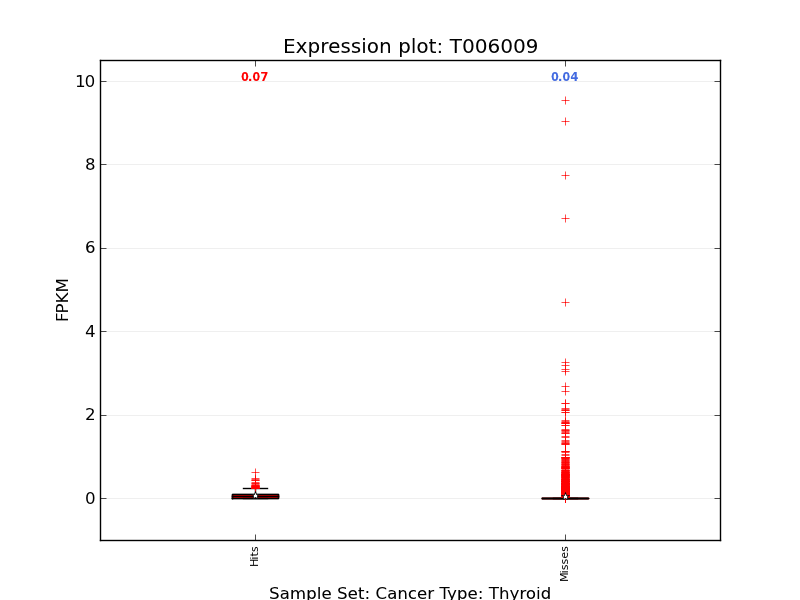 Expression plot: T006009
0.07
0.04
10
8
6
4
2
0
FPKM
Hits
Misses
Sample Set: Cancer Type: Thyroid